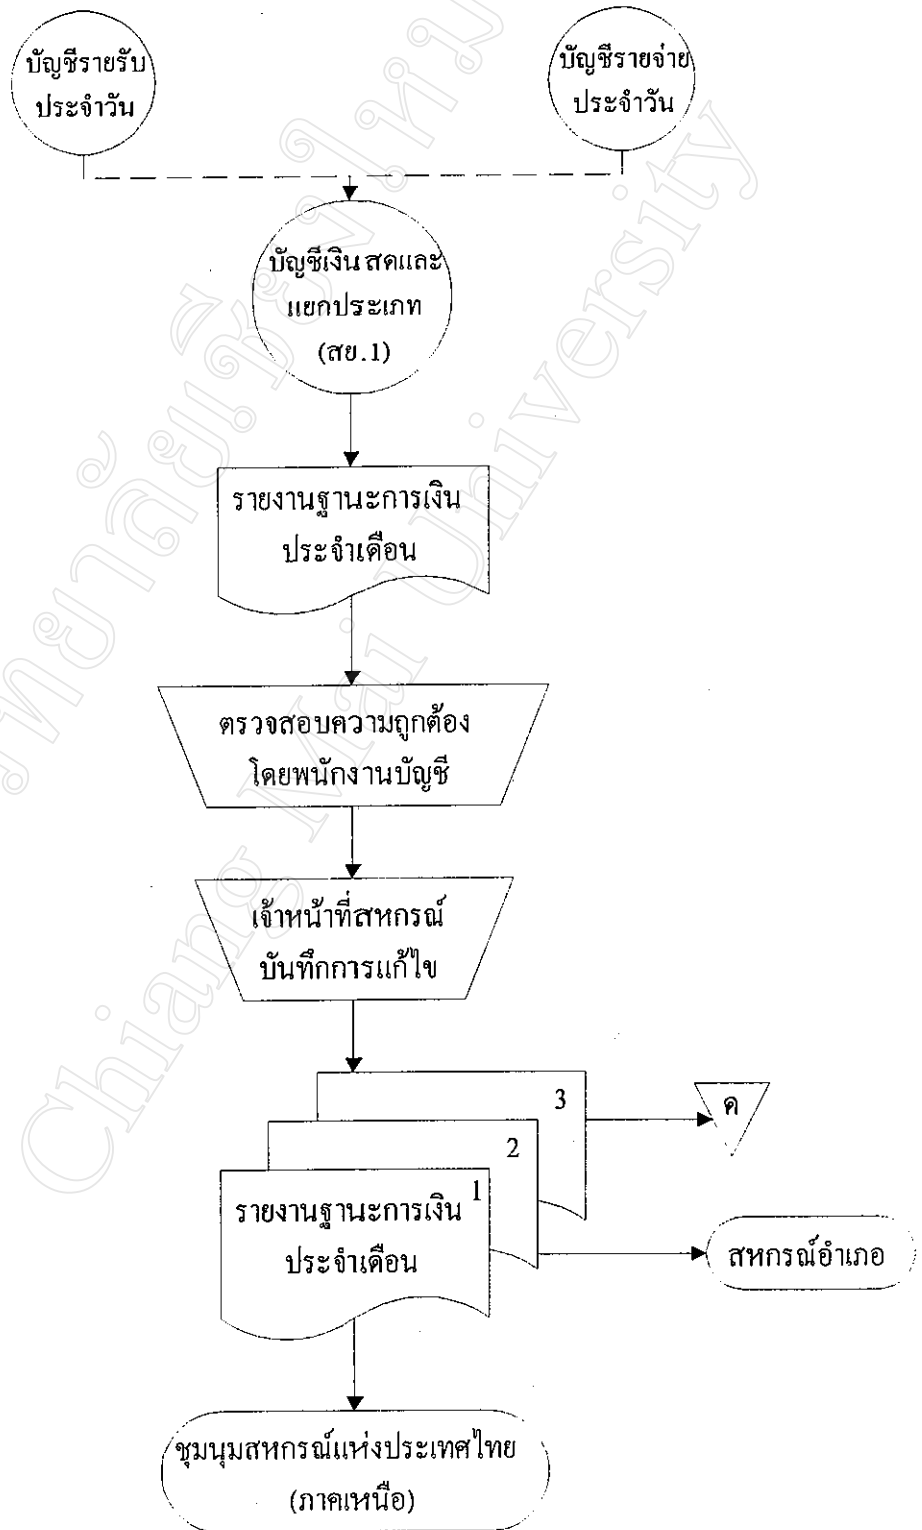 บัญชีรายรับ
ประจำวัน
บัญชีรายจ่าย
ประจำวัน
บัญชีเงินสดและ
แยกประเภท
(สย.1)
รายงานฐานะการเงิน
ประจำเดือน
ตรวจสอบความถูกต้อง
โดยพนักงานบัญชี
เจ้าหน้าที่สหกรณ์
บันทึกการแก้ไข
3
ค
2
1
รายงานฐานะการเงิน
ประจำเดือน
สหกรณ์อำเภอ
ชุมนุมสหกรณ์แห่งประเทศไทย
(ภาคเหนือ)
Chiang Mai University